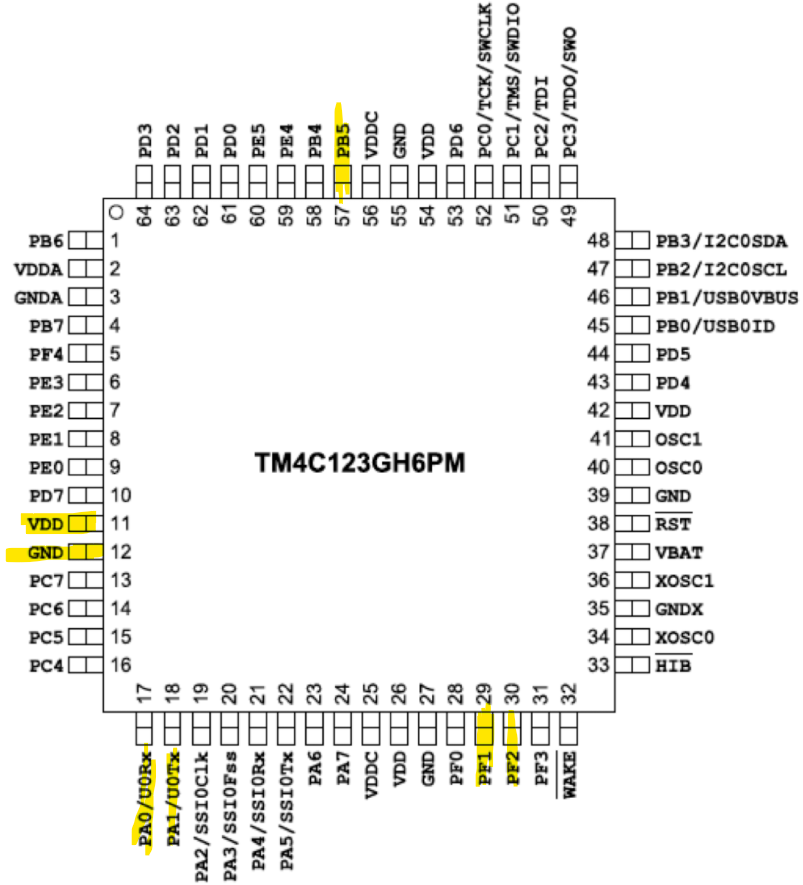 PD3
PD2
PD1
PD0
PE5
PE4
PB4
PB5
VDDC
GND
VDD
PD6
PC0/TCK/SWCLK
PC1/TMS/SWDIO
PC2/TDI
PC3/TDO/SWO
64 63 62 61 60 59 58 57 56 55 54 53 52 51 50 49
PB6 1 48 PB3/I2C0SDA
VDDA 2 47 PB2/I2C0SCL
GNDA 3 46 PB1/USB0VBUS
PB7 4 45 PB0/USB0ID
PF4 5 44 PD5
PE3 6 43 PD4
PE2 7 42 VDD
PE1 8 41 OSC1
PE0 9 TM4C123GH6PM 40 OSC0
PD7 10 39 GND
VDD 11 38 RST
GND 12 37 VBAT
PC7 13 36 XOSC1
PC6 14 35 GNDX
PC5 15 34 XOSC0
PC4 16 33 HIB
17 18 19 20 21 22 23 24 25 26 27 28 29 30 31 32
PA0/U0Rx
PA1/U0Tx
PA2/SSI0Clk
PA3/SSI0Fss
PA4/SSI0Rx
PA5/SSI0Tx
PA6
PA7
VDDC
VDD
GND
PF0
PF1
PF2
PF3
WAKE